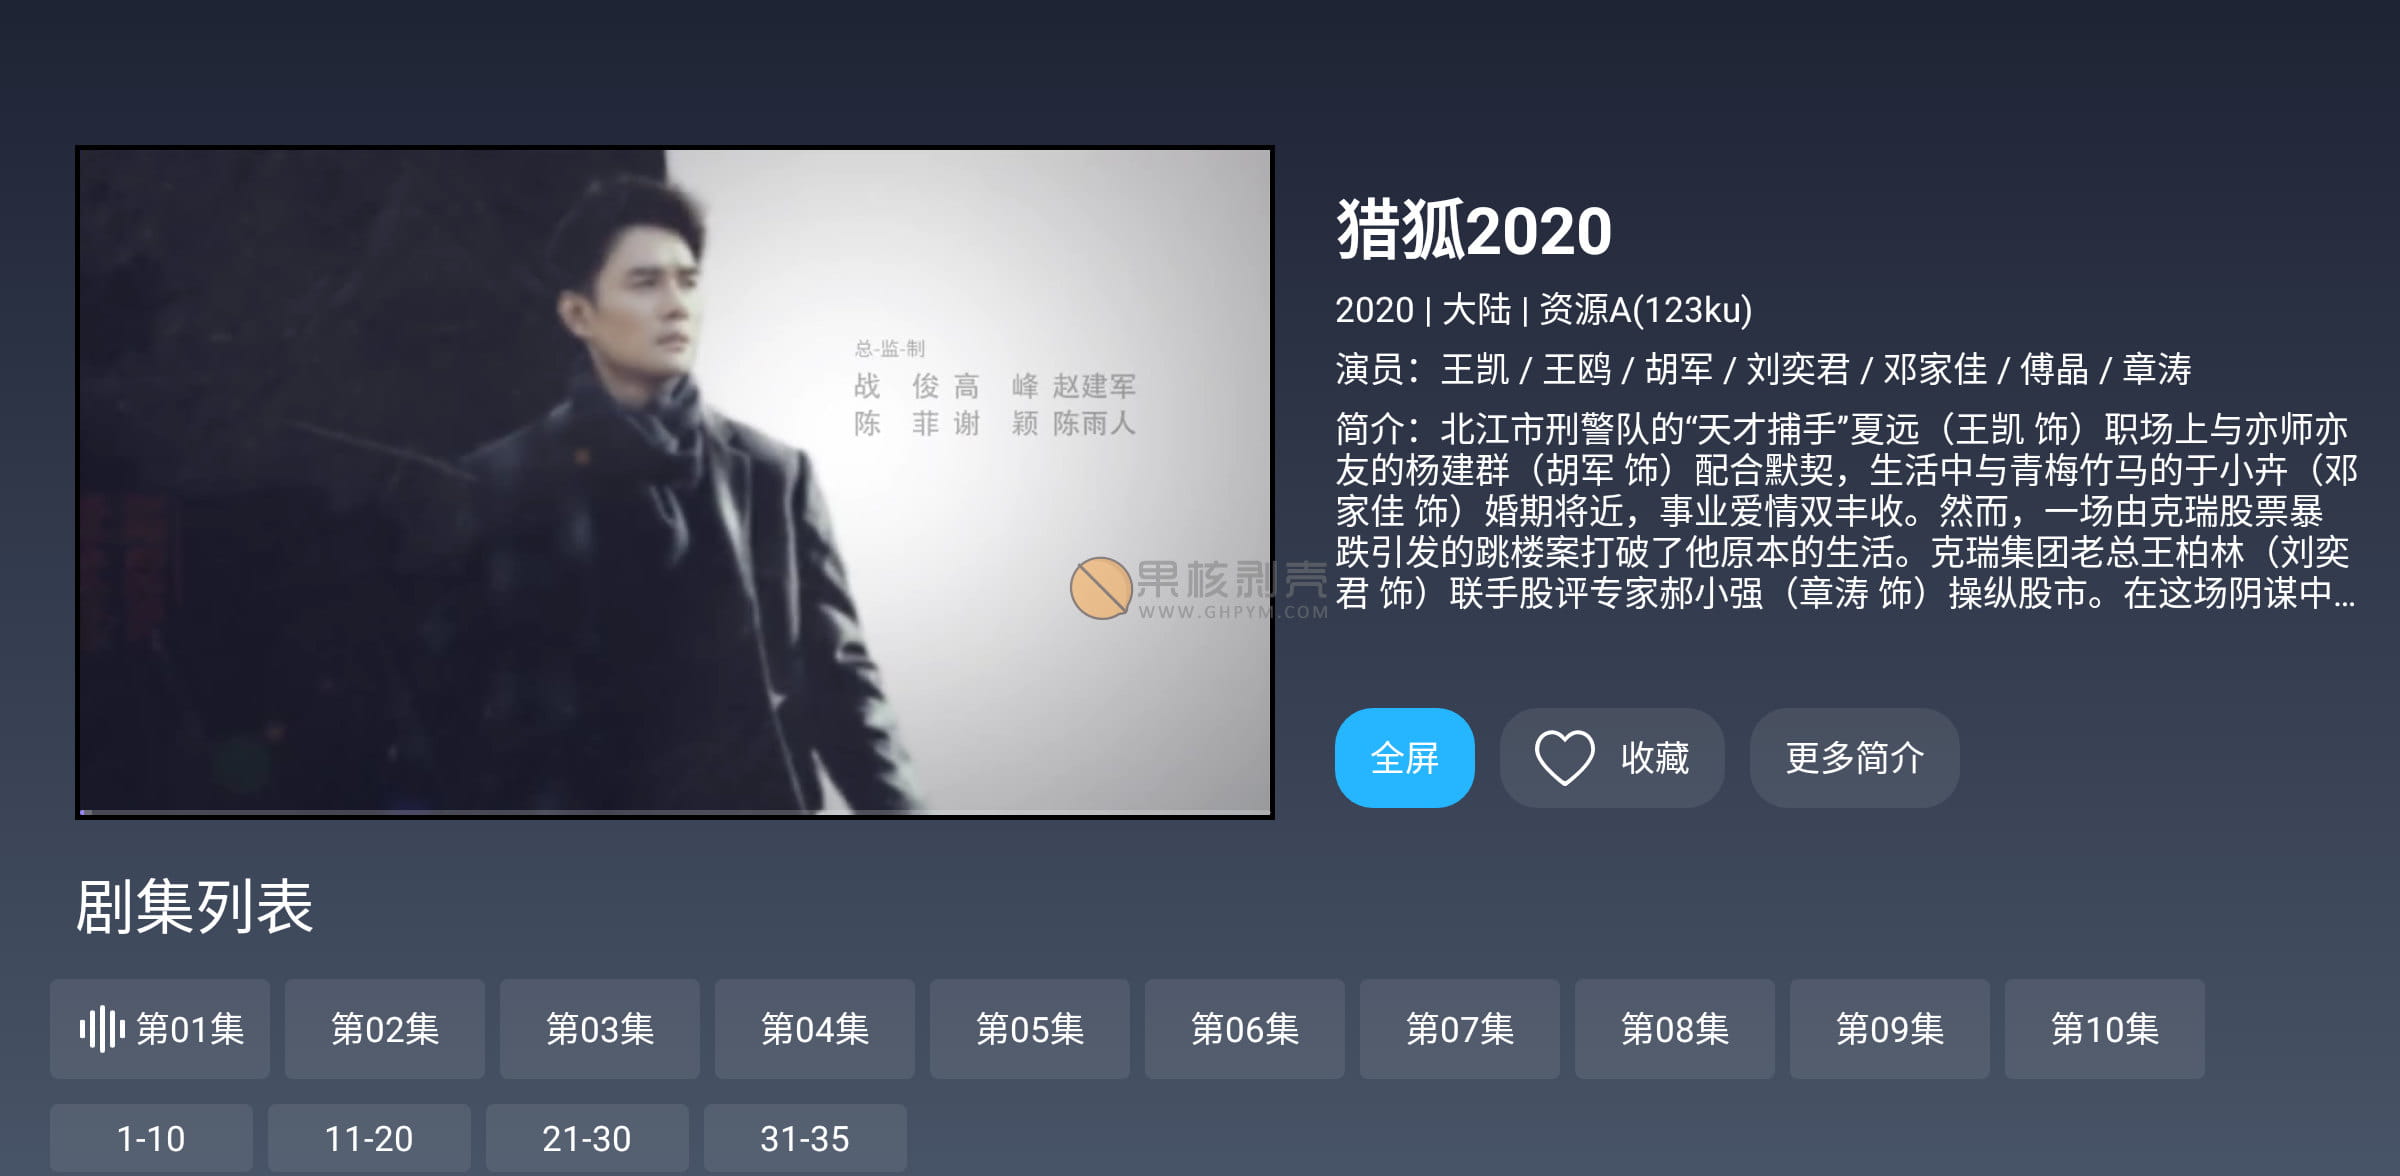 猎狐2020
2020 | 大陆 | 资源A(123ku)
演员：王凯 / 王鸥 / 胡军 / 刘奕君 / 邓家佳 / 傅晶 / 章涛
简介：北江市刑警队的“天才捕手”夏远（王凯 饰）职场上与亦师亦
友的杨建群（胡军 饰）配合默契，生活中与青梅竹马的于小卉（邓
家佳 饰）婚期将近，事业爱情双丰收。然而，一场由克瑞股票暴
跌引发的跳楼案打破了他原本的生活。克瑞集团老总王柏林（刘奕
君 饰）联手股评专家郝小强（章涛 饰）操纵股市。在这场阴谋中...
总-监-制
战 俊 高 峰 赵建军
陈 菲 谢 颖 陈雨人
果核剥壳
WWW.GHPYM.COM
全屏
收藏
更多简介
剧集列表
第01集
第02集
第03集
第04集
第05集
第06集
第07集
第08集
第09集
第10集
1-10
11-20
21-30
31-35